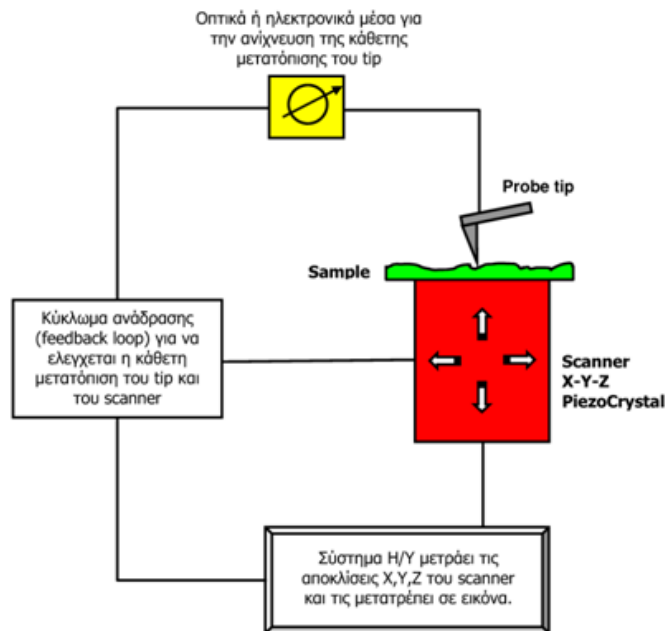 Οπτικά ή ηλεκτρονικά μέσα για
την ανίχνευση της κάθετης
μετατόπισης του tip
Probe tip
Sample
Κύκλωμα ανάδρασης
(feedback loop) για να
ελεγχεται η κάθετη
μετατόπιση του tip και
του scanner
Scanner
X-Y-Z
PiezoCrystal
Σύστημα Η/Υ μετράει τις
αποκλίσεις X,Y,Z του scanner
και τις μετατρέπει σε εικόνα.